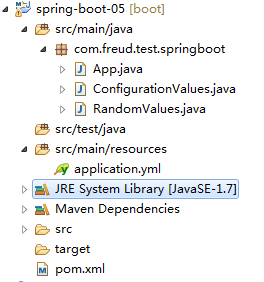 spring-boot-05 [boot]
src/main/java
com.freud.test.springboot
App.java
ConfigurationValues.java
RandomValues.java
src/test/java
src/main/resources
application.yml
JRE System Library [JavaSE-1.7]
Maven Dependencies
src
target
pom.xml